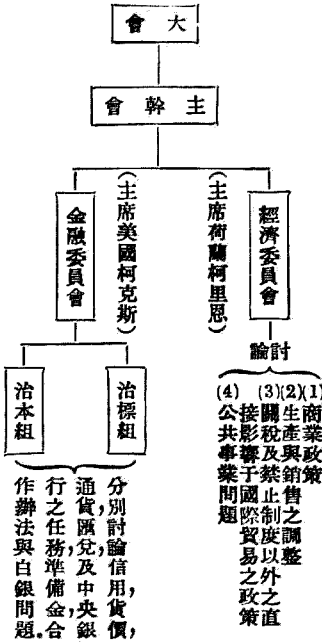 大會
主幹會
經濟委員會
(主席荷蘭柯里恩)
討論
(1)商業政策
(2)生產與銷售之調整
(3)關稅及禁止制度以外之直
接影響于國際貿易之政策
(4)公共事業問題
金融委員會
(主席美國柯克斯)
治標組
治本組
分別討論信用,貨價,
通貨,匯兌及中央銀
行之任務,準備金,合
作辦法與白銀問題.